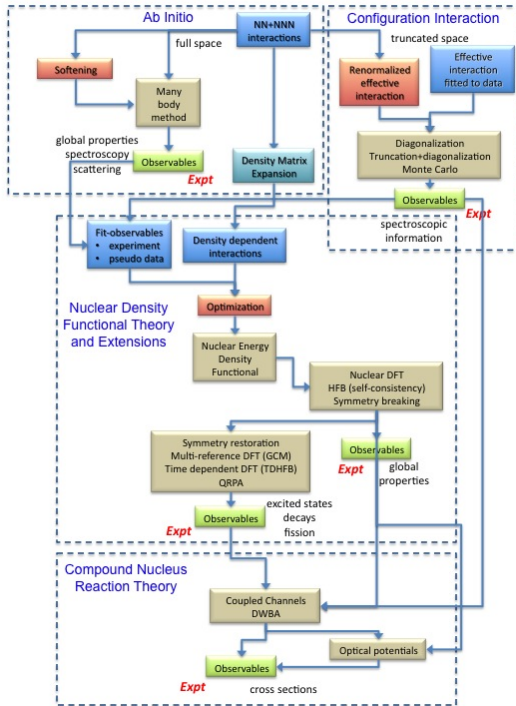 Ab Initio
Configuration Interaction
full space
NN+NNN
interactions
truncated space
Softening
Many
body
method
Renormalized
effective
interaction
Effective
interaction
fitted to data
global properties
spectroscopy
scattering
Observables
Expt
Density Matrix
Expansion
Diagonalization
Truncation+diagonalization
Monte Carlo
Observables
Expt
spectroscopic
information
Fit-observables
• experiment
• pseudo data
Density dependent
interactions
Nuclear Density
Functional Theory
and Extensions
Optimization
Nuclear Energy
Density
Functional
Nuclear DFT
HFB (self-consistency)
Symmetry breaking
Symmetry restoration
Multi-reference DFT (GCM)
Time dependent DFT (TDHFB)
QRPA
Observables
Expt
global
properties
Observables
Expt
excited states
decays
fission
Compound Nucleus
Reaction Theory
Coupled Channels
DWBA
Optical potentials
Observables
Expt
cross sections